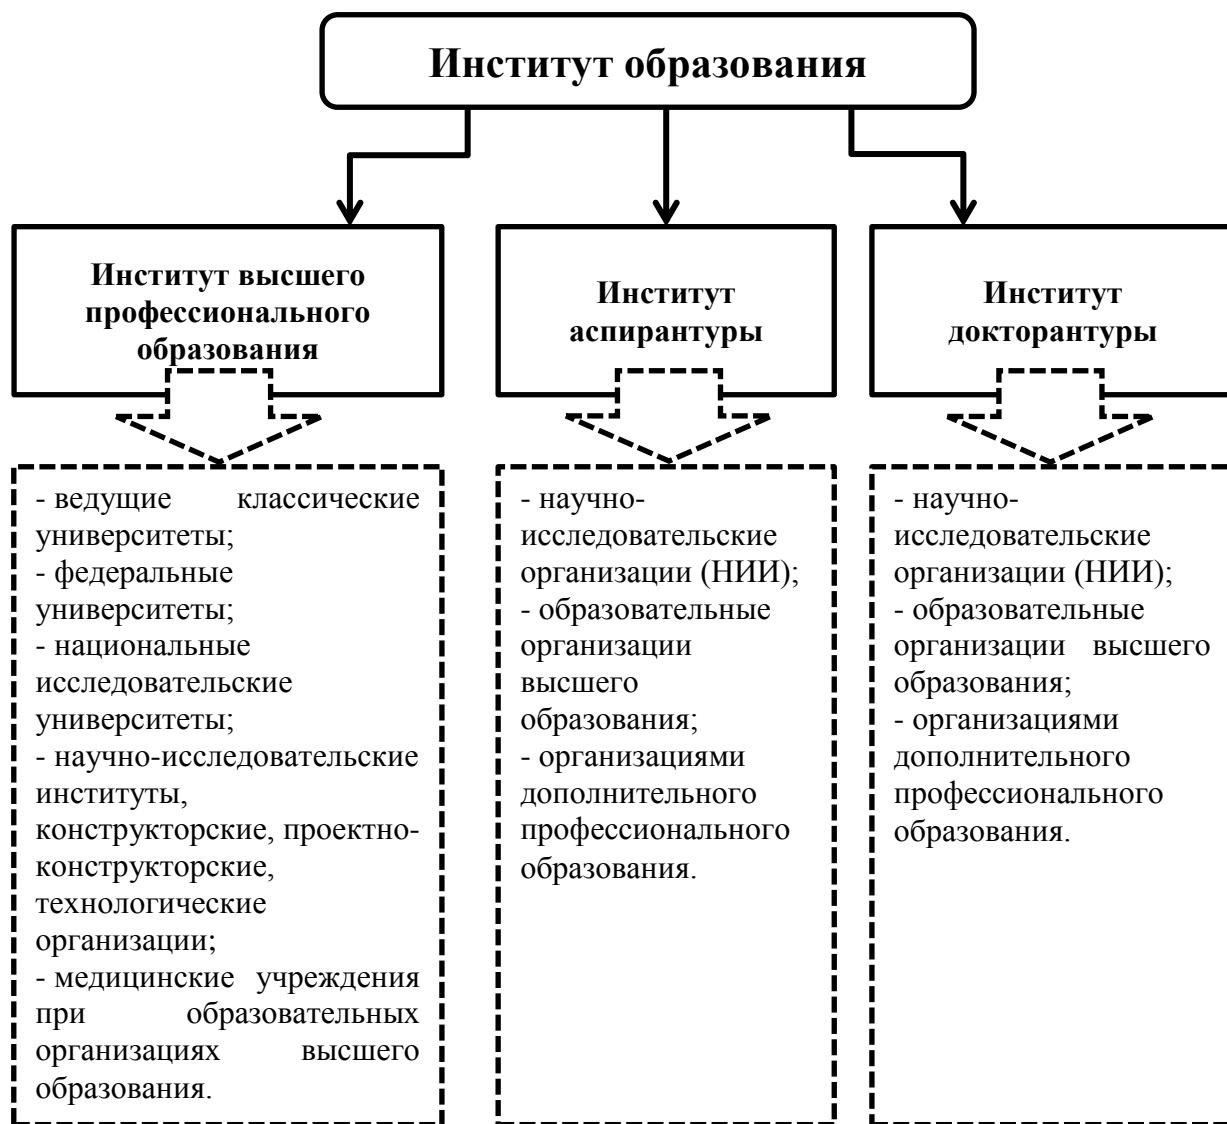 Институт образования
Институт высшего
профессионального
образования
Институт
аспирантуры
Институт
докторантуры
- ведущие классические
университеты;
- федеральные
университеты;
- национальные
исследовательские
университеты;
- научно-исследовательские
институты,
конструкторские, проектно-
конструкторские,
технологические
организации;
- медицинские учреждения
при образовательных
организациях высшего
образования.
- научно-
исследовательские
организации (НИИ);
- образовательные
организации
высшего
образования;
- организациями
дополнительного
профессионального
образования.
- научно-
исследовательские
организации (НИИ);
- образовательные
организации высшего
образования;
- организациями
дополнительного
профессионального
образования.